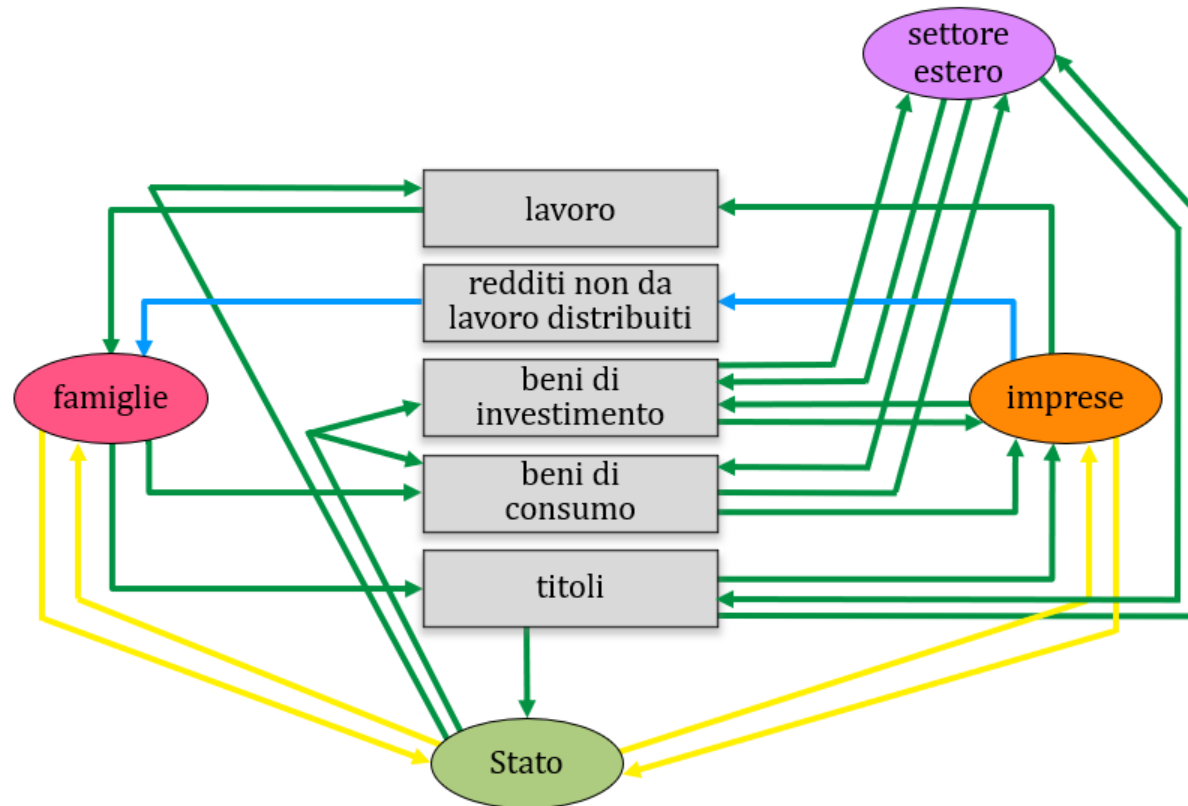 settore
estero
lavoro
redditi non da
lavoro distribuiti
famiglie
beni di
investimento
imprese
beni di
consumo
titoli
Stato